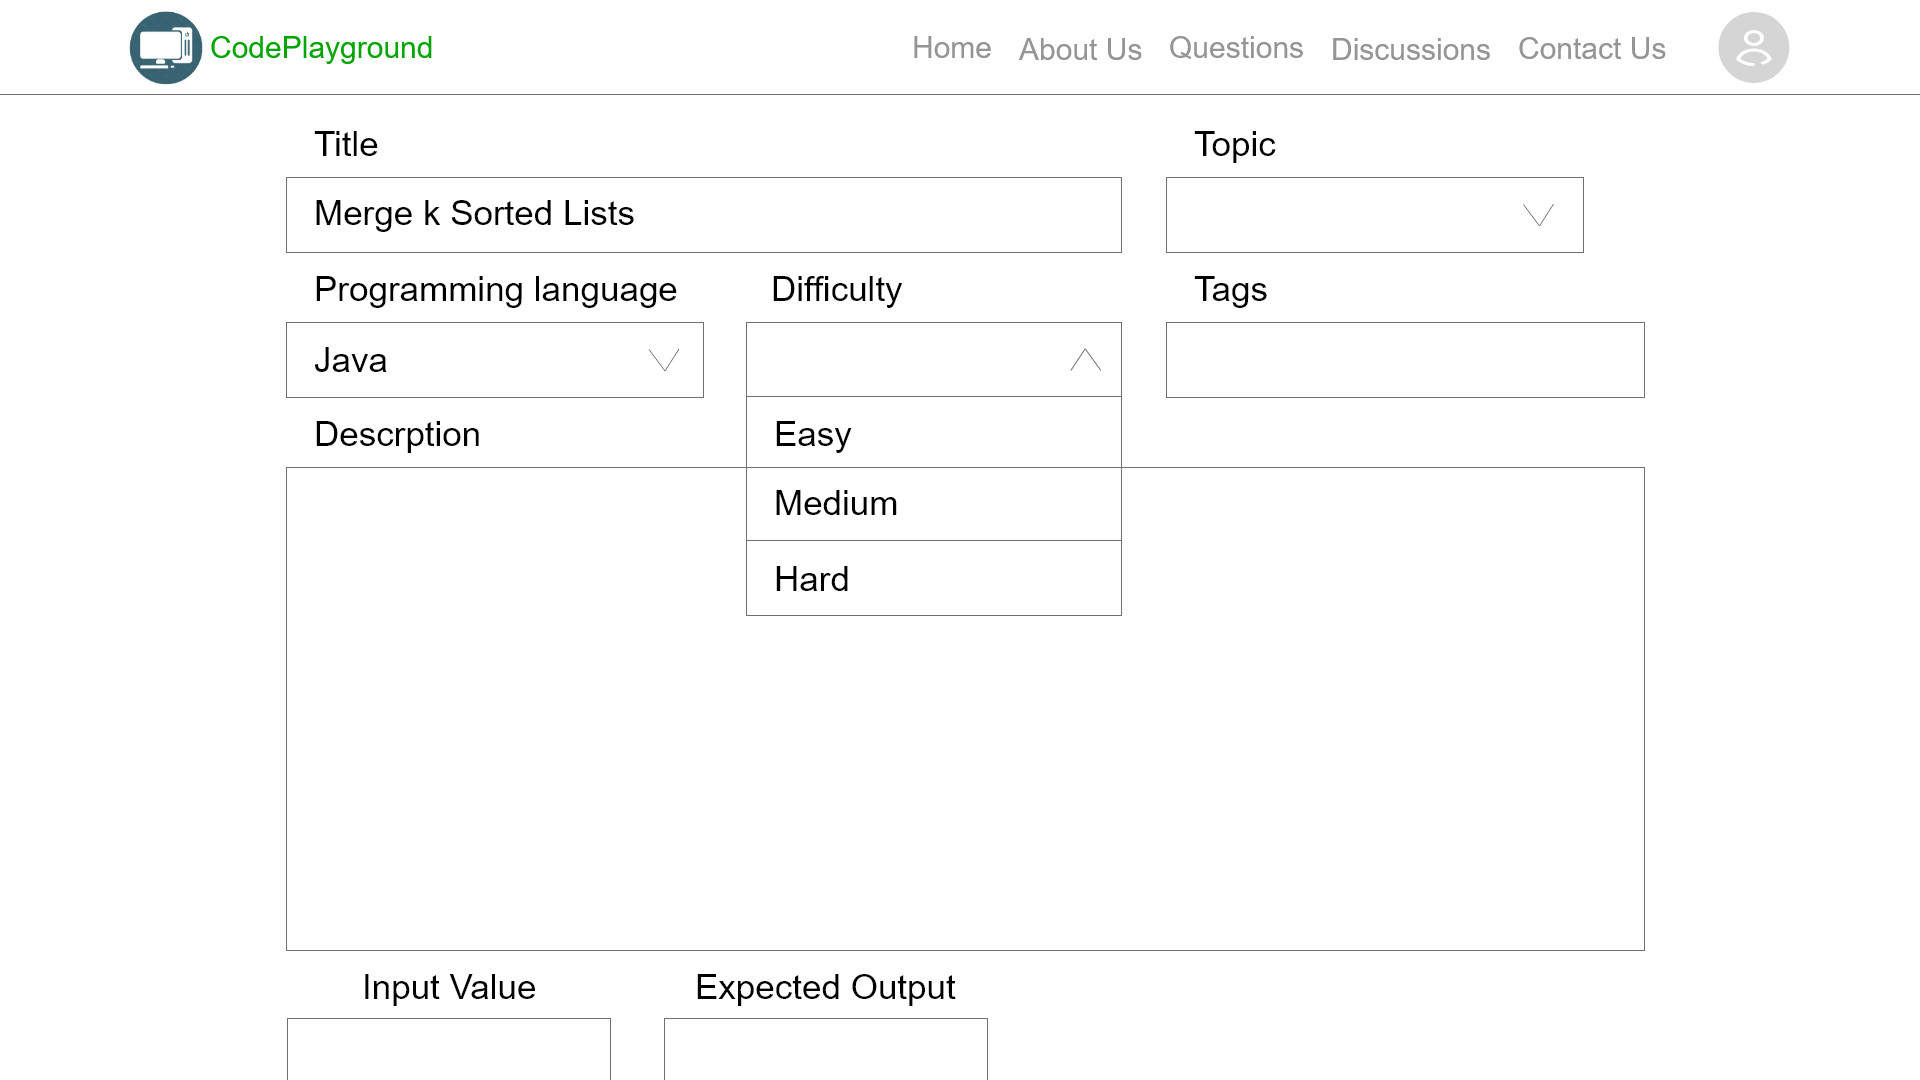 CodePlayground
Home About Us Questions Discussions Contact Us
Title
Topic
Merge k Sorted Lists
Programming language
Difficulty
Tags
Java
Descrption
Easy
Medium
Hard
Input Value
Expected Output